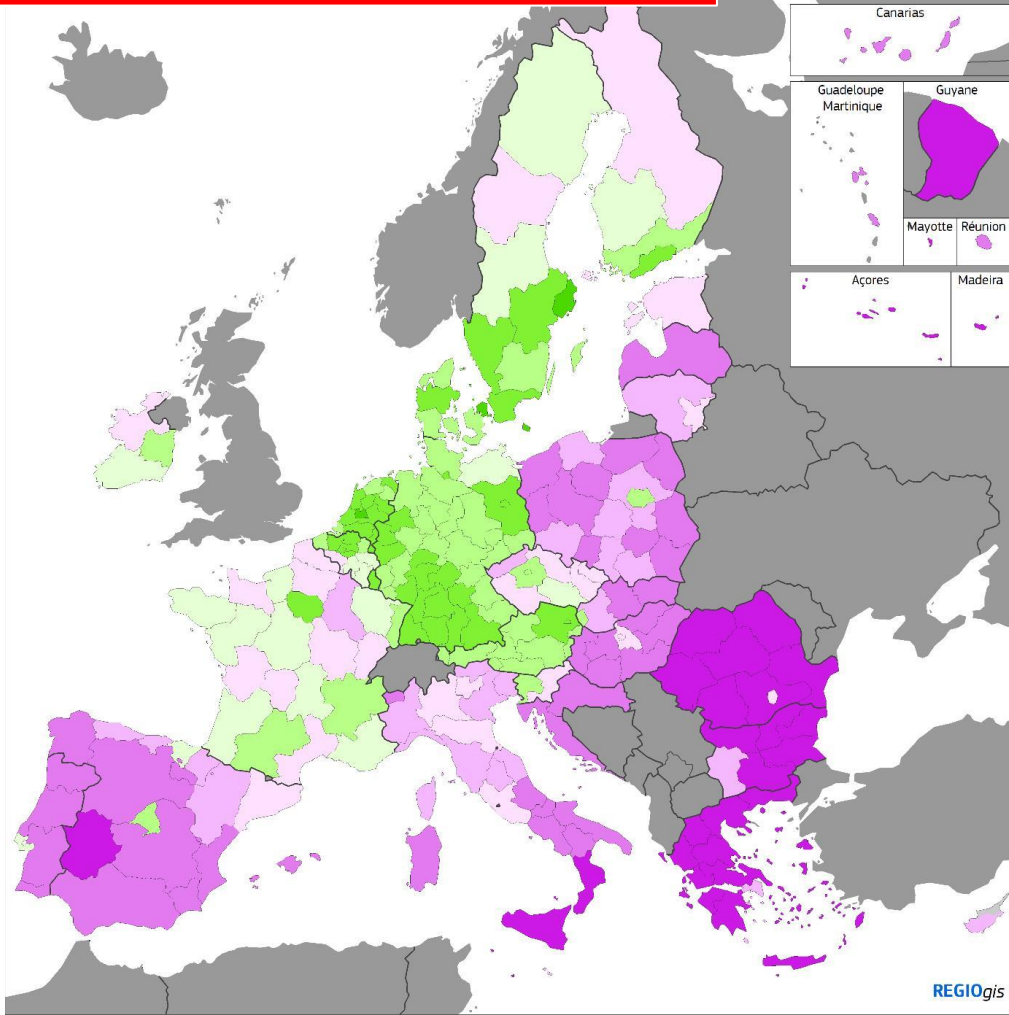 Canarias
Guadeloupe
Martinique
Guyane
Mayotte
Réunion
Açores
Madeira
REGIOgis